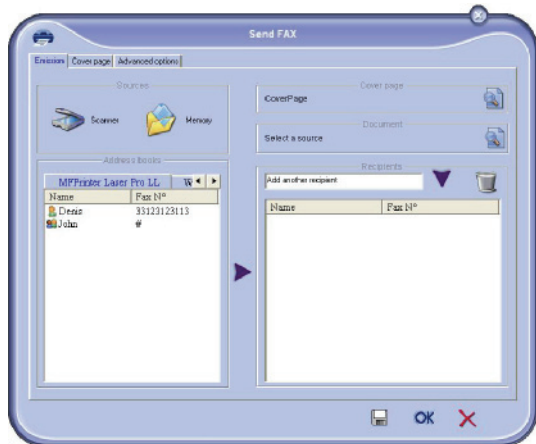 Send FAX
Emission Cover page Advanced options
Sources
Scanner Memory
Address Books
MFPrinter Laser Pro LL W
Name Fax N°
Denis 33123123113
John #
Cover page
CoverPage
Document
Select a source
Recipients
Add another recipient
Name Fax N°
OK